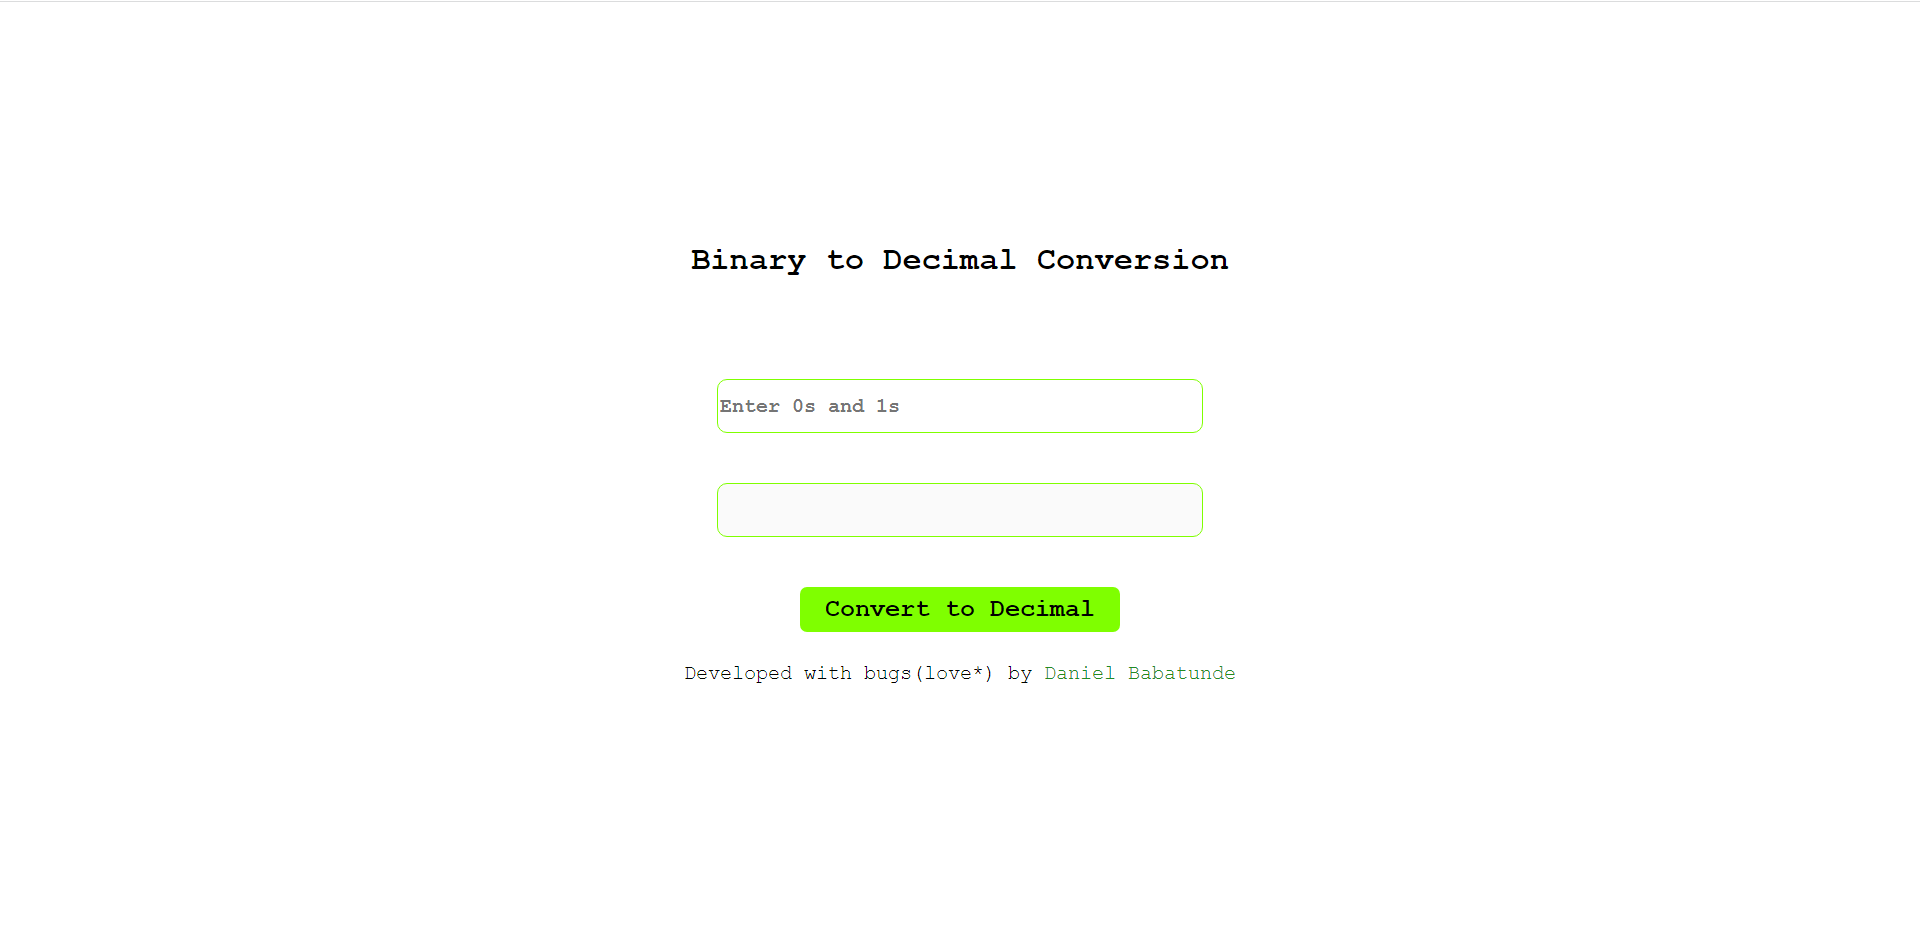 Binary to Decimal Conversion
Enter 0s and 1s
Convert to Decimal
Developed with bugs(love*) by Daniel Babatunde